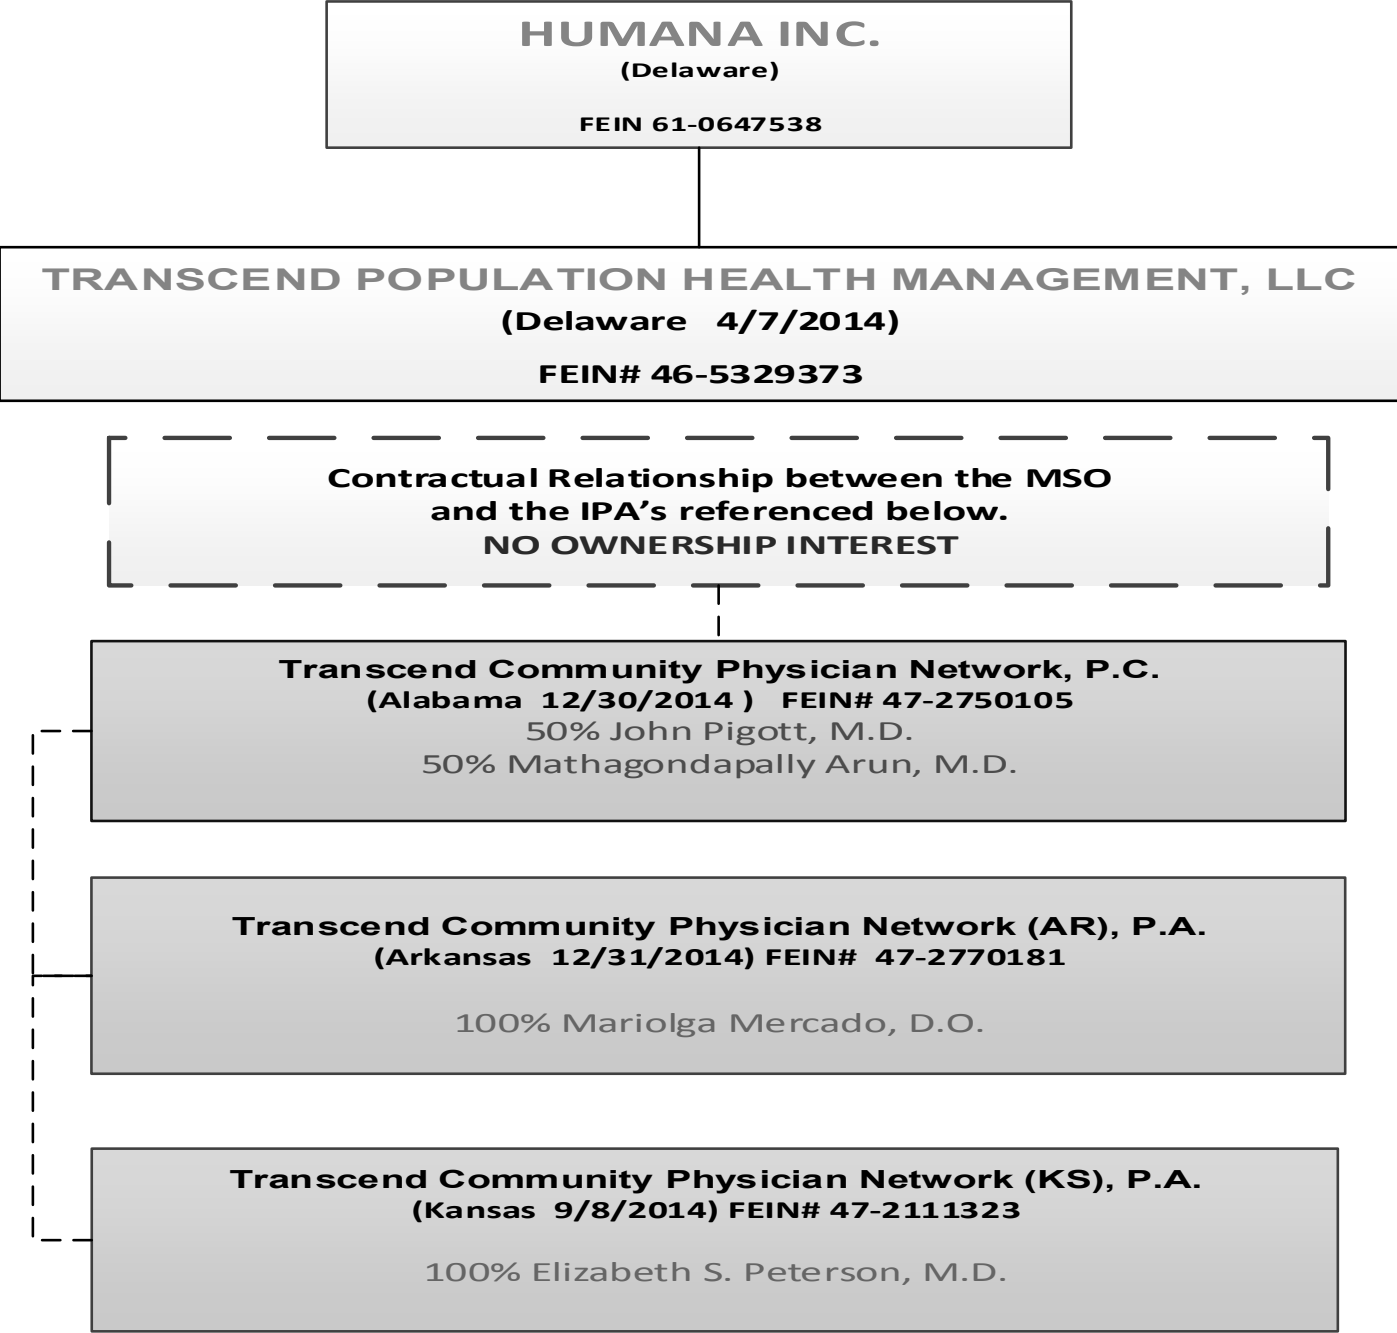 HUMANA INC.
(Delaware)
FEIN 61-0647538
TRANSCEND POPULATION HEALTH MANAGEMENT, LLC
(Delaware 4/7/2014)
FEIN# 46-5329373
Contractual Relationship between the MSO
and the IPA’s referenced below.
NO OWNERSHIP INTEREST
Transcend Community Physician Network, P.C.
(Alabama 12/30/2014 ) FEIN# 47-2750105
50% John Pigott, M.D.
50% Mathagondapally Arun, M.D.
Transcend Community Physician Network (AR), P.A.
(Arkansas 12/31/2014) FEIN# 47-2770181
100% Mariolga Mercado, D.O.
Transcend Community Physician Network (KS), P.A.
(Kansas 9/8/2014) FEIN# 47-2111323
100% Elizabeth S. Peterson, M.D.